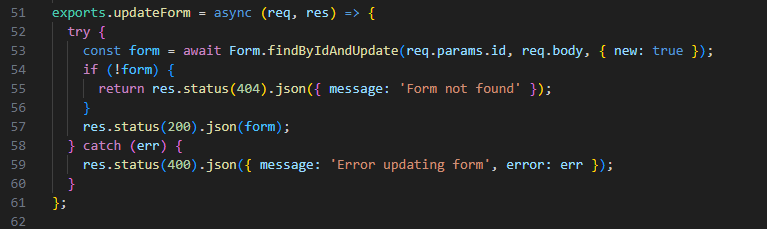 51 exports.updateForm = async (req, res) => {
52   try {
53     const form = await Form.findByIdAndUpdate(req.params.id, req.body, { new: true });
54     if (!form) {
55       return res.status(404).json({ message: 'Form not found' });
56     }
57     res.status(200).json(form);
58   } catch (err) {
59     res.status(400).json({ message: 'Error updating form', error: err });
60   }
61 };
62